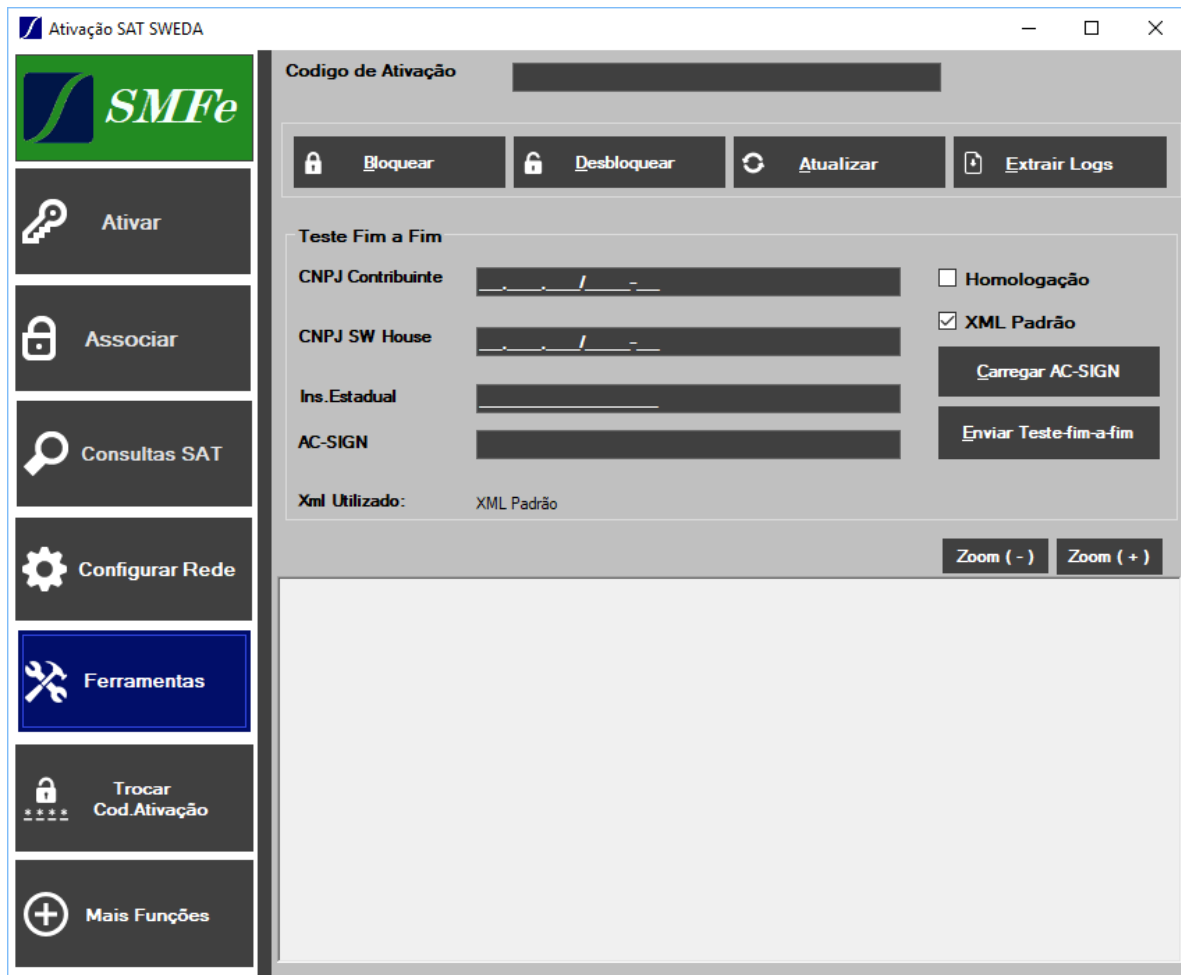 Ativação SAT SWEDA
SMFe
Ativar
Associar
Consultas SAT
Configurar Rede
Ferramentas
* * * *
Trocar
Cod.Ativação
Mais Funções
Codigo de Ativação
Bloquear
Desbloquear
Atualizar
Extrair Logs
Teste Fim a Fim
CNPJ Contribuinte
__.___.___/____-__
CNPJ SW House
__.___.___/____-__
Ins.Estadual
AC-SIGN
Xml Utilizado: XML Padrão
Homologação
XML Padrão
Carregar AC-SIGN
Enviar Teste-fim-a-fim
Zoom ( - ) Zoom ( + )